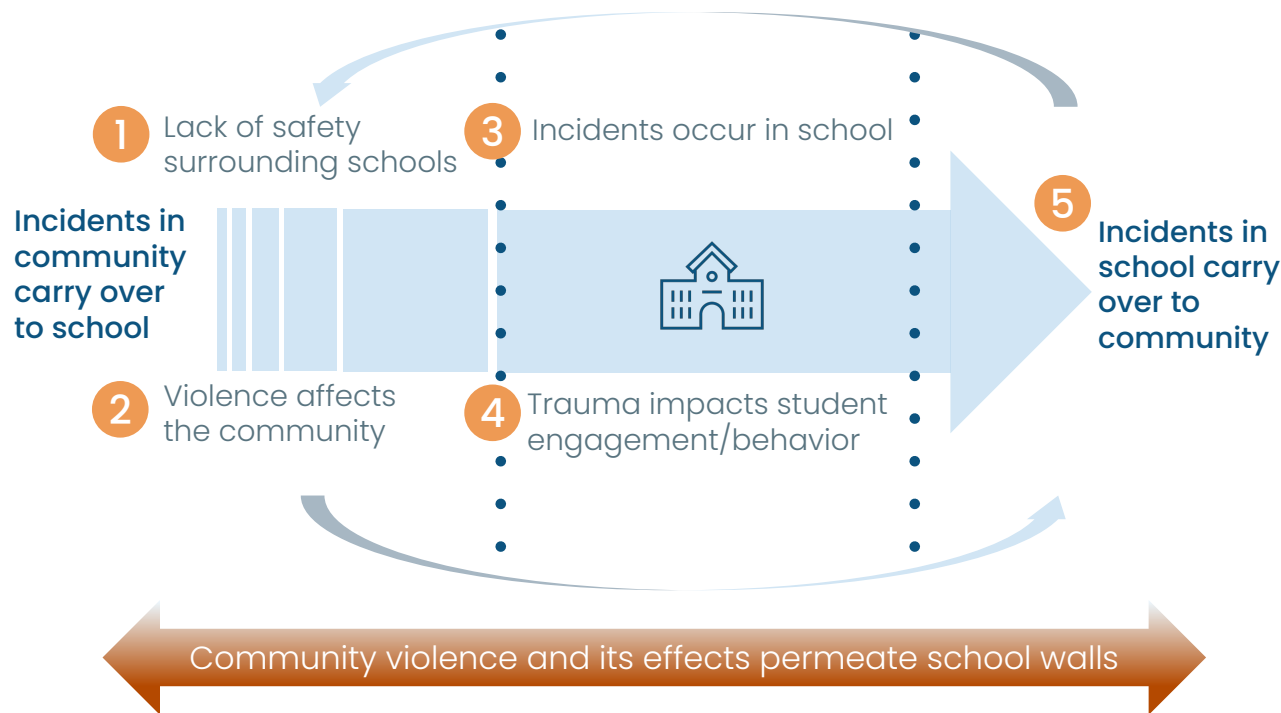 1
Lack of safety
surrounding schools
3
Incidents occur in school
Incidents in
community
carry over
to school
5
Incidents in
school carry
over to
community
2
Violence affects
the community
4
Trauma impacts student
engagement/behavior
Community violence and its effects permeate school walls